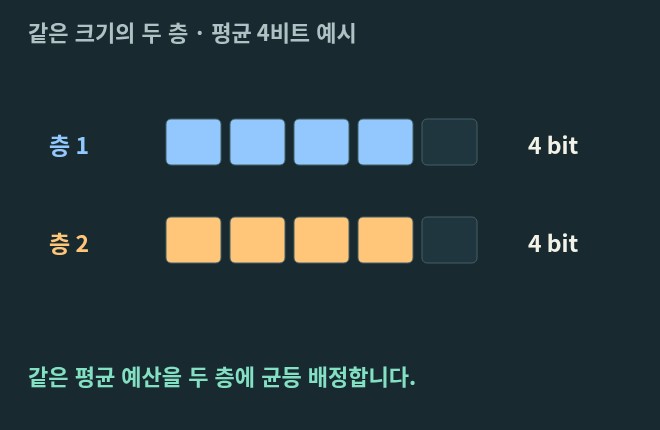 같은 크기의 두 층 · 평균 4비트 예시
층 1 4 bit
층 2 4 bit
같은 평균 예산을 두 층에 균등 배정합니다.